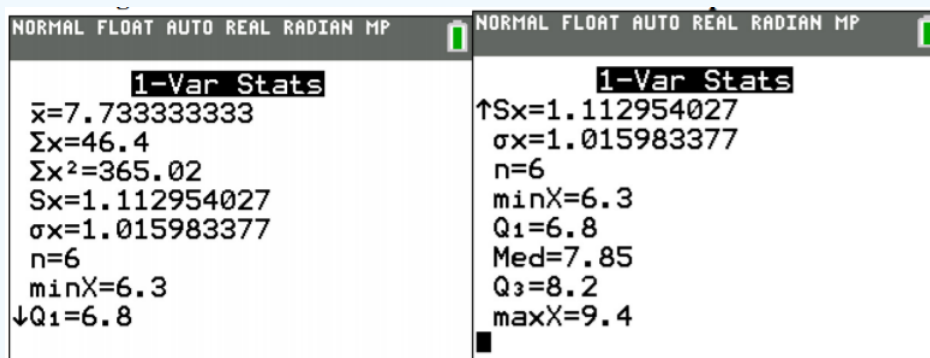 NORMAL FLOAT AUTO REAL RADIAN MP
1-Var Stats
x̄=7.733333333
Σx=46.4
Σx²=365.02
Sx=1.112954027
σx=1.015983377
n=6
minX=6.3
↓Q₁=6.8
NORMAL FLOAT AUTO REAL RADIAN MP
1-Var Stats
↑Sx=1.112954027
σx=1.015983377
n=6
minX=6.3
Q₁=6.8
Med=7.85
Q₃=8.2
maxX=9.4